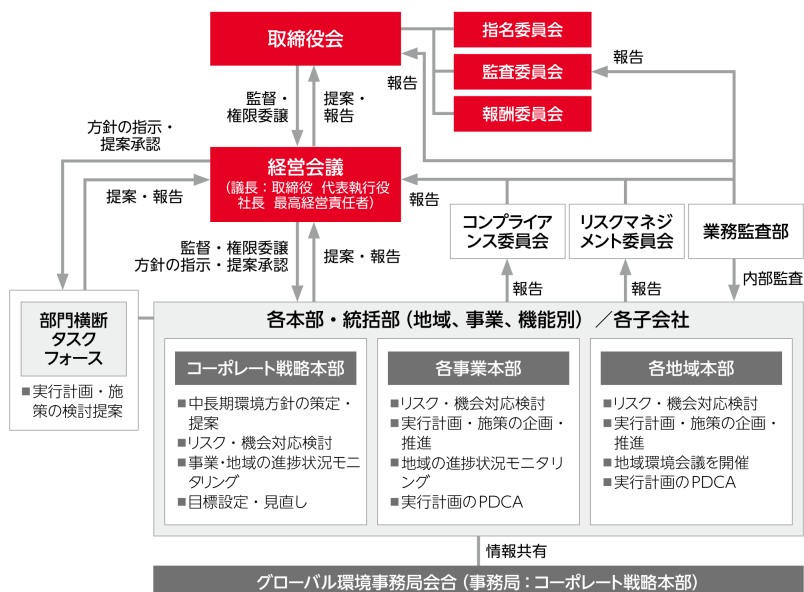 取締役会
指名委員会
監査委員会
報酬委員会
報告
報告
監督・
権限委譲
提案・
報告
方針の指示・
提案承認
経営会議
（議長：取締役 代表執行役
社長 最高経営責任者）
提案・報告
報告
コンプライア
ンス委員会
リスクマネジ
メント委員会
業務監査部
監督・権限委譲
方針の指示・提案承認
提案・報告
報告
報告
内部監査
部門横断
タスク
フォース
■実行計画・施
策の検討提案
各本部・統括部（地域、事業、機能別）／各子会社
コーポレート戦略本部
■中長期環境方針の策定・
提案
■リスク・機会対応検討
■事業・地域の進捗状況モニ
タリング
■目標設定・見直し
各事業本部
■リスク・機会対応検討
■実行計画・施策の企画・
推進
■地域の進捗状況モニタリ
ング
■実行計画のPDCA
各地域本部
■リスク・機会対応検討
■実行計画・施策の企画・
推進
■地域環境会議を開催
■実行計画のPDCA
情報共有
グローバル環境事務局会合（事務局：コーポレート戦略本部）